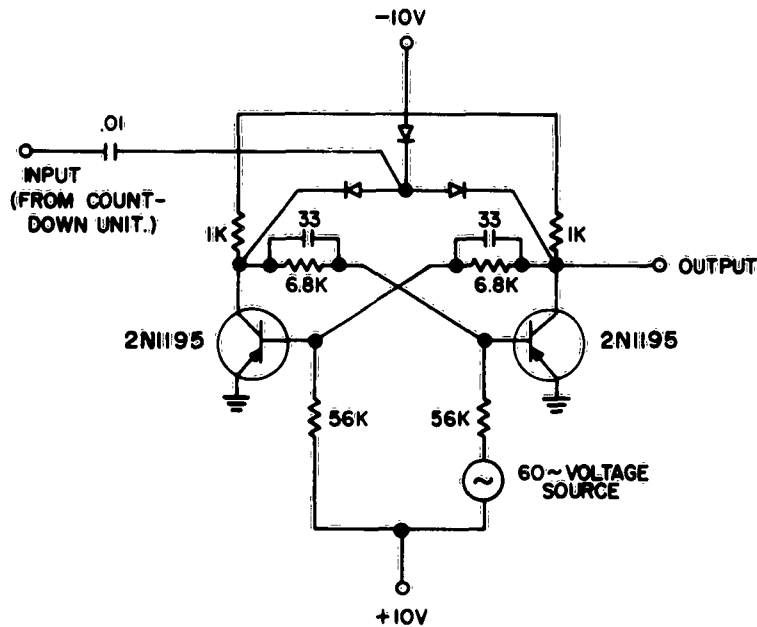 -10V
.01
INPUT
(FROM COUNT-
DOWN UNIT.)
1K
33
33
1K
6.8K
6.8K
OUTPUT
2N1195
2N1195
56K
56K
60~VOLTAGE
SOURCE
~
+10V